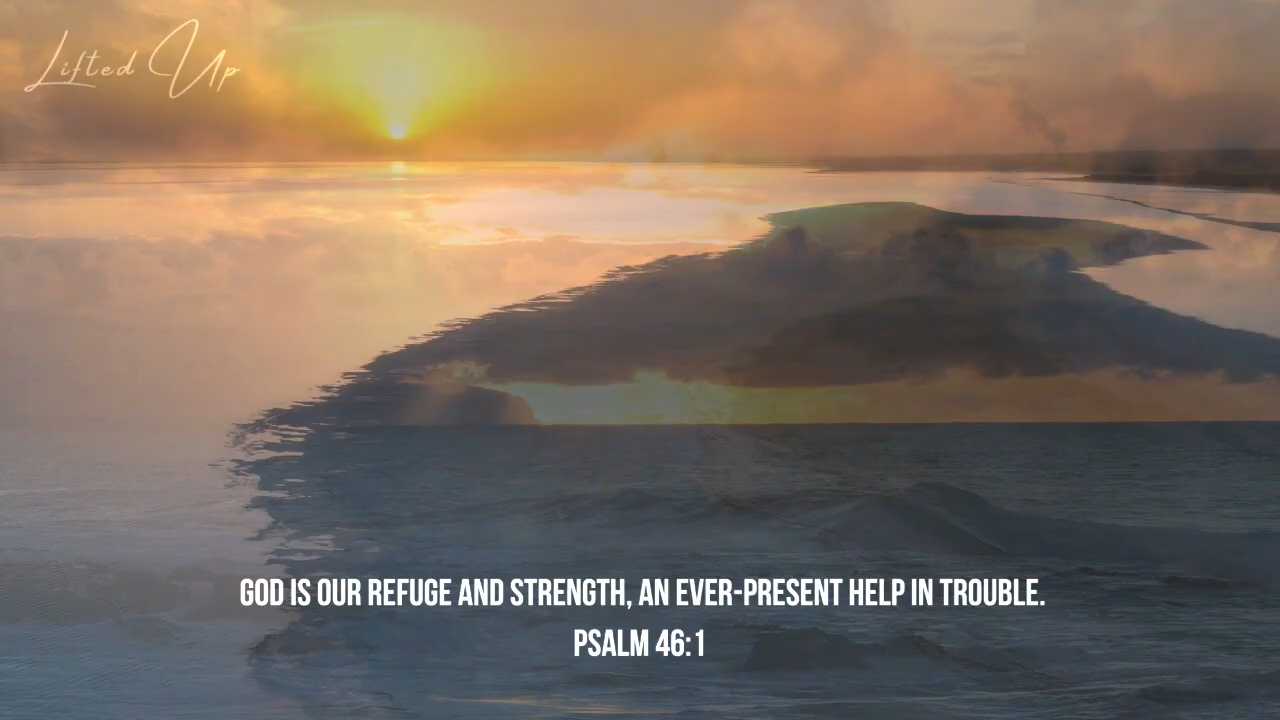 Lifted Up
GOD IS OUR REFUGE AND STRENGTH, AN EVER-PRESENT HELP IN TROUBLE.
PSALM 46:1